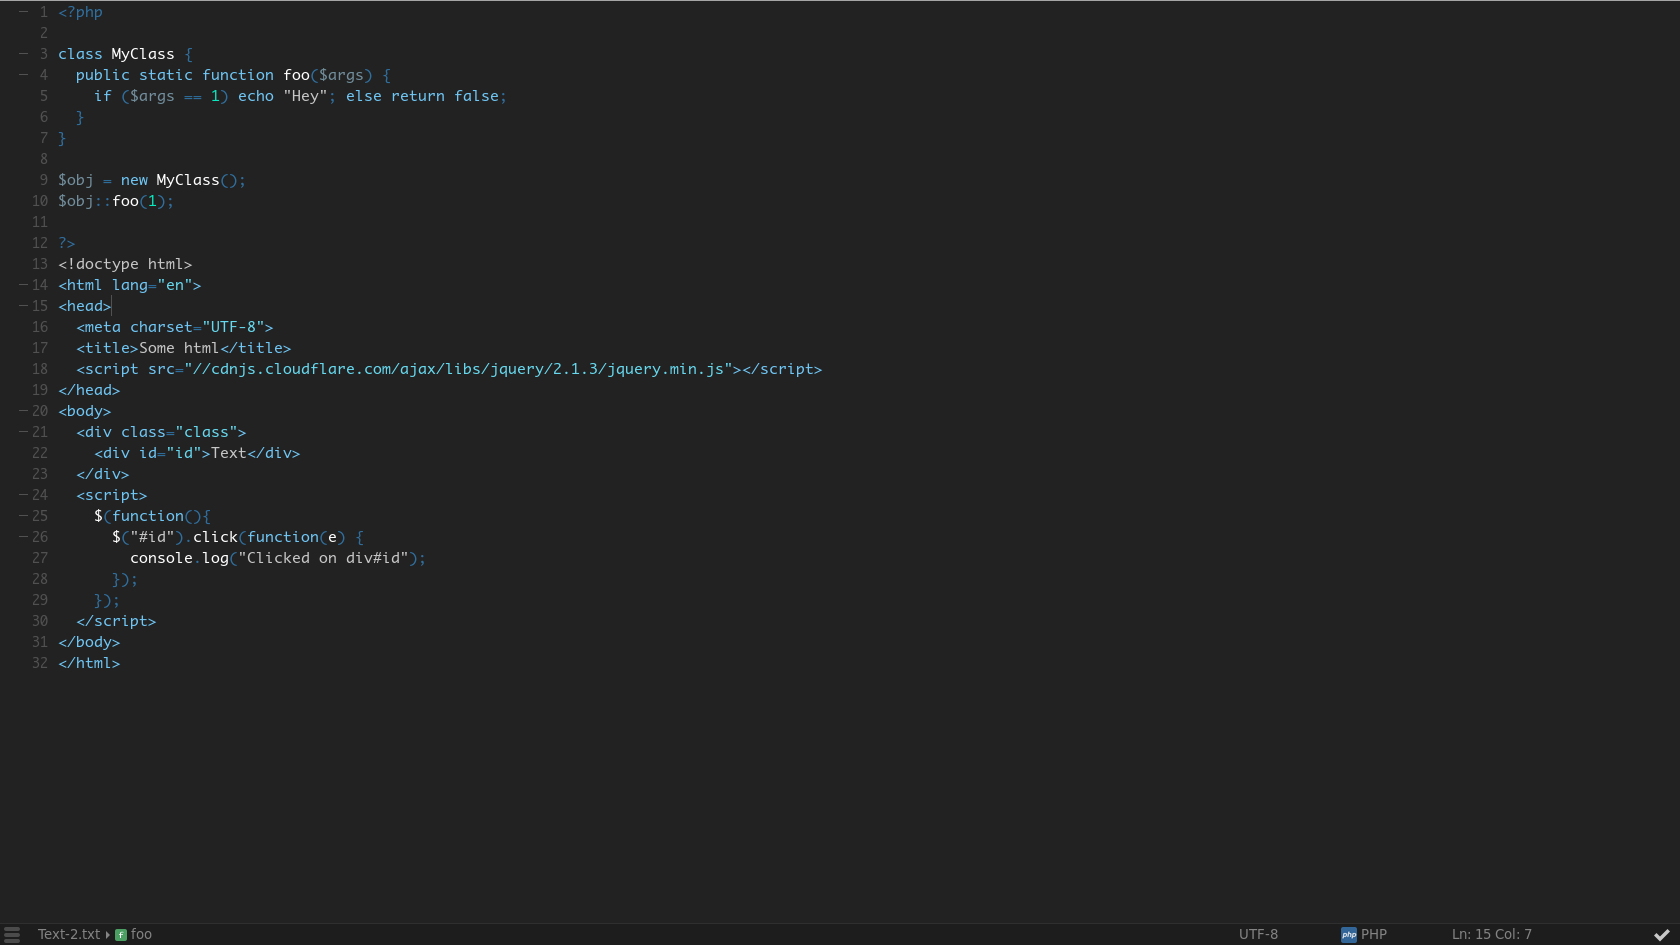 1 <?php
2
3 class MyClass {
4   public static function foo($args) {
5     if ($args == 1) echo "Hey"; else return false;
6   }
7 }
8
9 $obj = new MyClass();
10 $obj::foo(1);
11
12 ?>
13 <!doctype html>
14 <html lang="en">
15 <head>
16   <meta charset="UTF-8">
17   <title>Some html</title>
18   <script src="//cdnjs.cloudflare.com/ajax/libs/jquery/2.1.3/jquery.min.js"></script>
19 </head>
20 <body>
21   <div class="class">
22     <div id="id">Text</div>
23   </div>
24   <script>
25     $(function(){
26       $("#id").click(function(e) {
27         console.log("Clicked on div#id");
28       });
29     });
30   </script>
31 </body>
32 </html>
Text-2.txt f foo UTF-8 php PHP Ln: 15 Col: 7